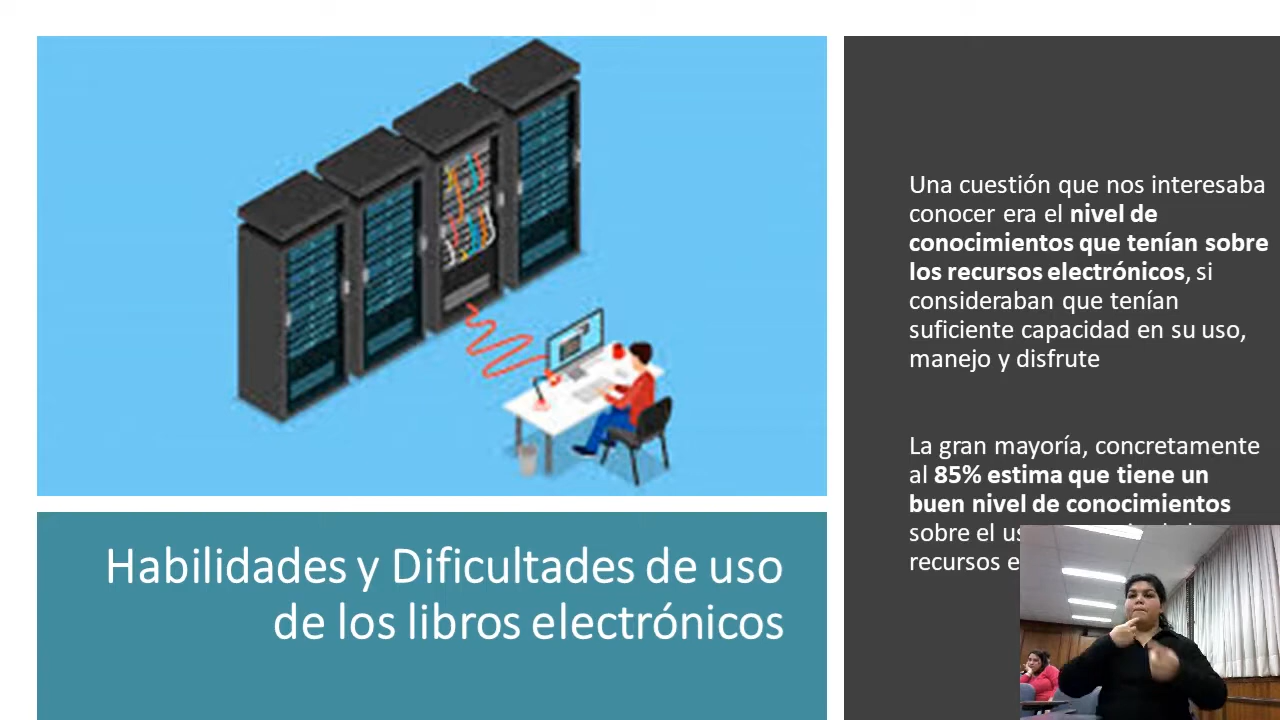 Una cuestión que nos interesaba
conocer era el nivel de
conocimientos que tenían sobre
los recursos electrónicos, si
consideraban que tenían
suficiente capacidad en su uso,
manejo y disfrute
La gran mayoría, concretamente
al 85% estima que tiene un
buen nivel de conocimientos
sobre el
recursos
Habilidades y Dificultades de uso
de los libros electrónicos